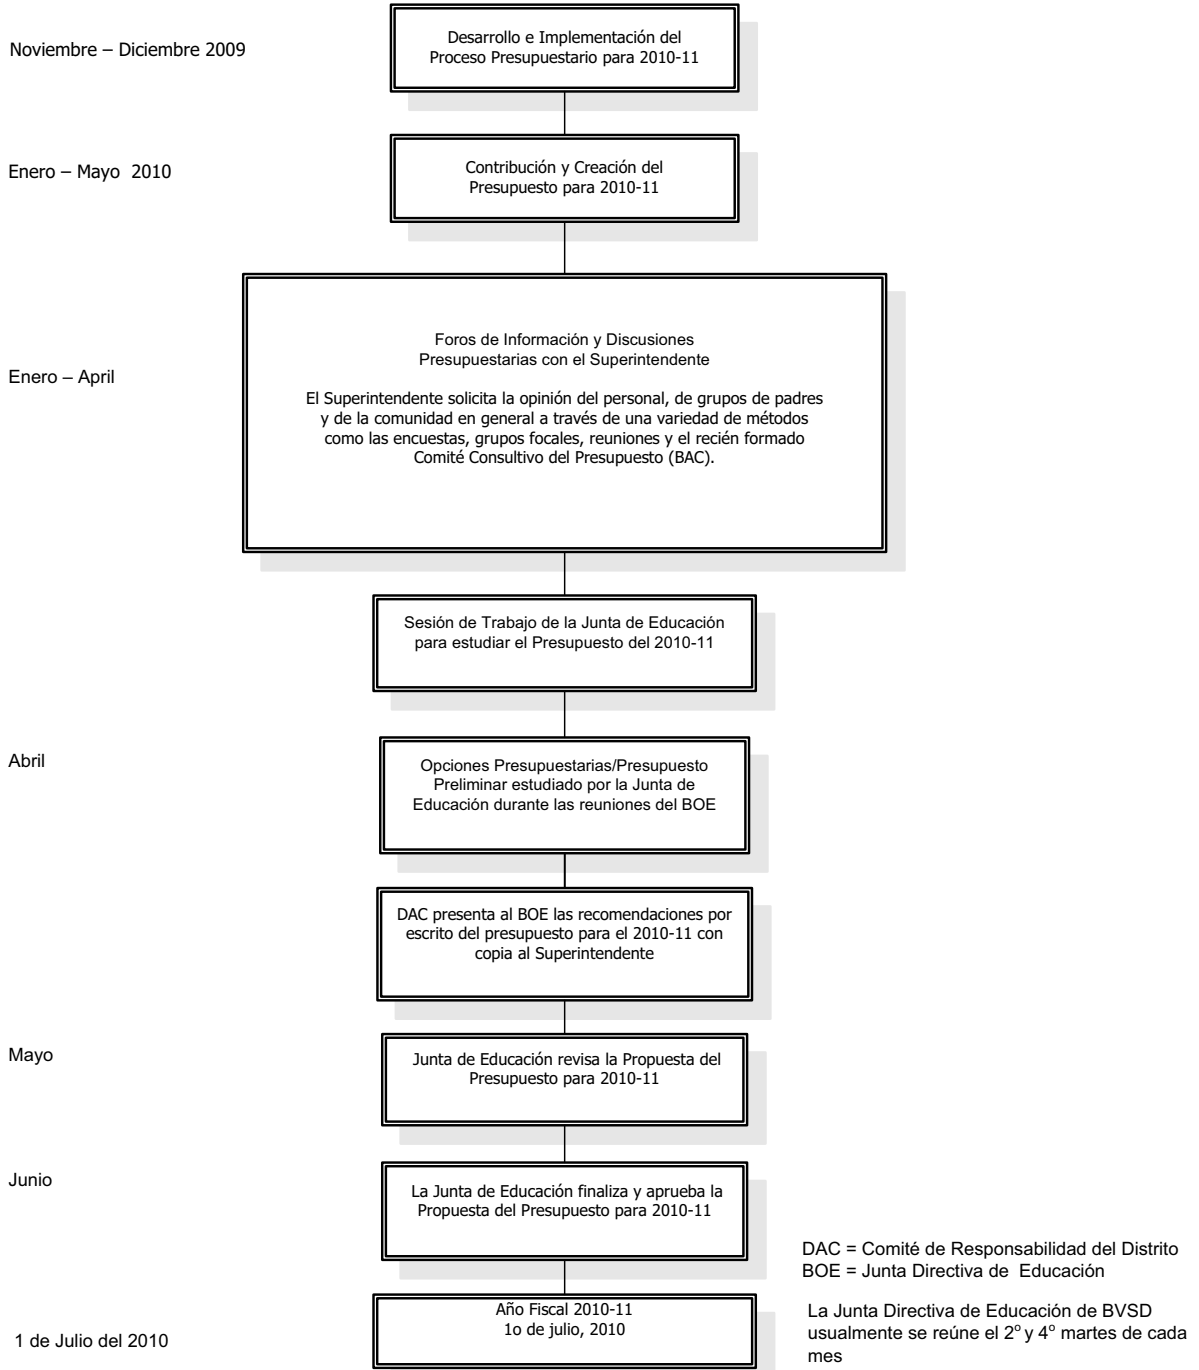 Noviembre – Diciembre 2009
Desarrollo e Implementación del
Proceso Presupuestario para 2010-11
Enero – Mayo 2010
Contribución y Creación del
Presupuesto para 2010-11
Enero – April
Foros de Información y Discusiones
Presupuestarias con el Superintendente
El Superintendente solicita la opinión del personal, de grupos de padres
y de la comunidad en general a través de una variedad de métodos
como las encuestas, grupos focales, reuniones y el recién formado
Comité Consultivo del Presupuesto (BAC).
Sesión de Trabajo de la Junta de Educación
para estudiar el Presupuesto del 2010-11
Abril
Opciones Presupuestarias/Presupuesto
Preliminar estudiado por la Junta de
Educación durante las reuniones del BOE
DAC presenta al BOE las recomendaciones por
escrito del presupuesto para el 2010-11 con
copia al Superintendente
Mayo
Junta de Educación revisa la Propuesta del
Presupuesto para 2010-11
Junio
La Junta de Educación finaliza y aprueba la
Propuesta del Presupuesto para 2010-11
DAC = Comité de Responsabilidad del Distrito
BOE = Junta Directiva de Educación
1 de Julio del 2010
Año Fiscal 2010-11
1o de julio, 2010
La Junta Directiva de Educación de BVSD
usualmente se reúne el 2º y 4º martes de cada
mes